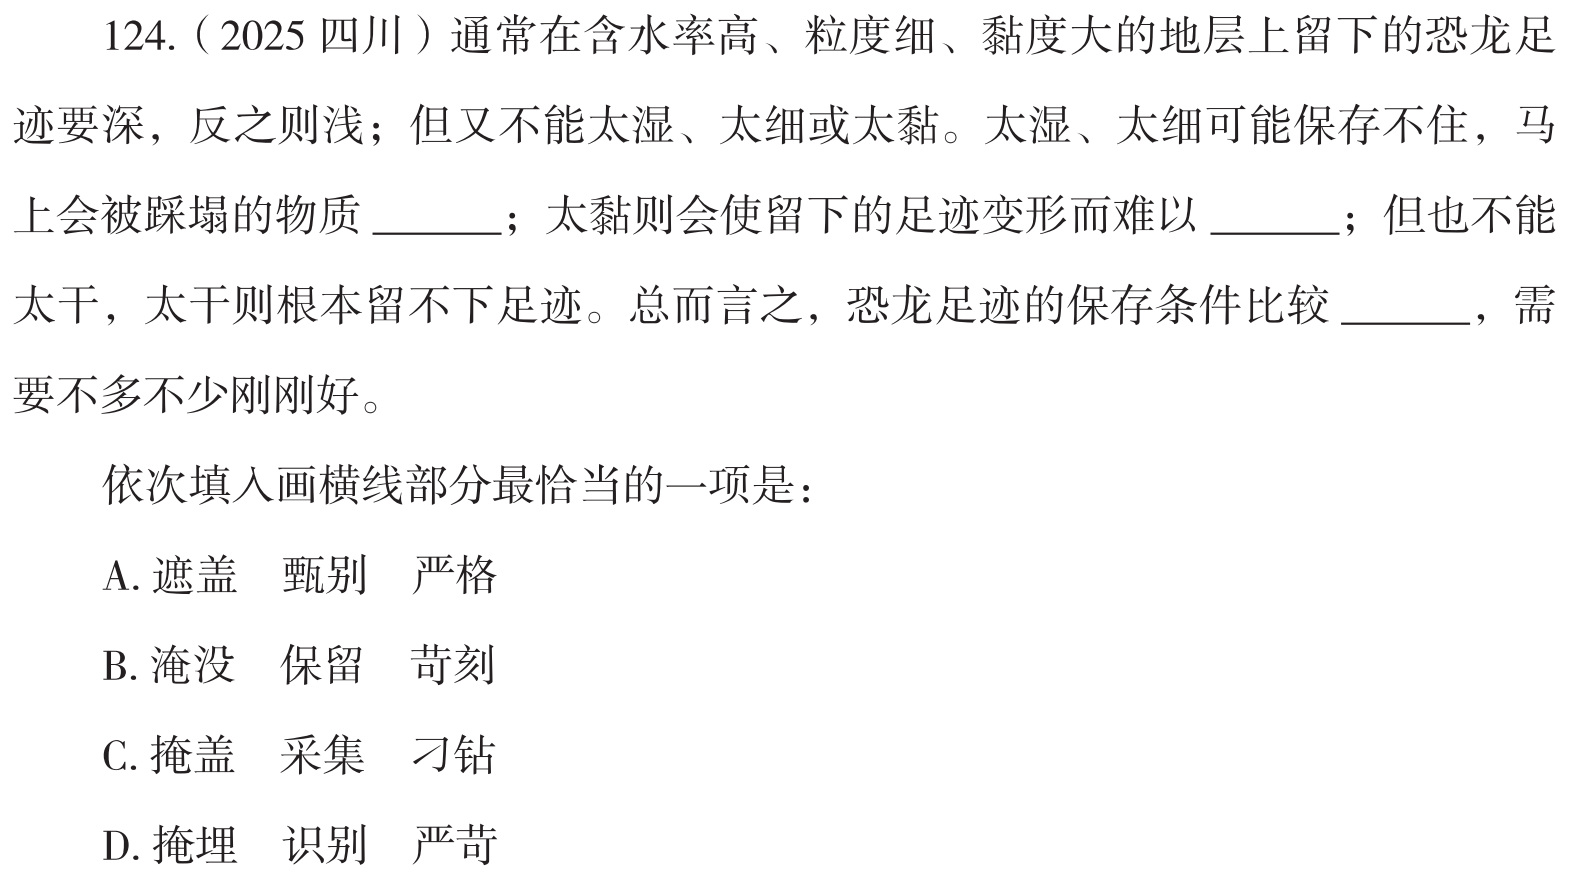 124.（2025 四川）通常在含水率高、粒度细、黏度大的地层上留下的恐龙足
迹要深，反之则浅；但又不能太湿、太细或太黏。太湿、太细可能保存不住，马
上会被踩塌的物质______；太黏则会使留下的足迹变形而难以______；但也不能
太干，太干则根本留不下足迹。总而言之，恐龙足迹的保存条件比较______，需
要不多不少刚刚好。
依次填入画横线部分最恰当的一项是：
A. 遮盖　甄别　严格
B. 淹没　保留　苛刻
C. 掩盖　采集　刁钻
D. 掩埋　识别　严苛